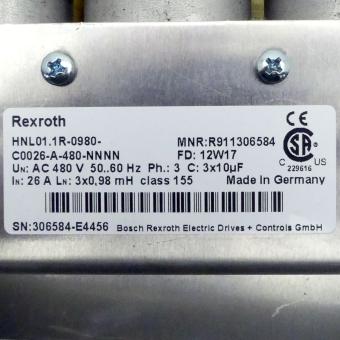 Rexroth
HNL01.1R-0980-
C0026-A-480-NNNN
MNR:R911306584
FD: 12W17
UN: AC 480 V 50..60 Hz Ph.: 3 C: 3x10µF
IN: 26 A LN: 3x0,98 mH class 155 Made in Germany
SA
C US
229616
SN:306584-E4456 Bosch Rexroth Electric Drives + Controls GmbH